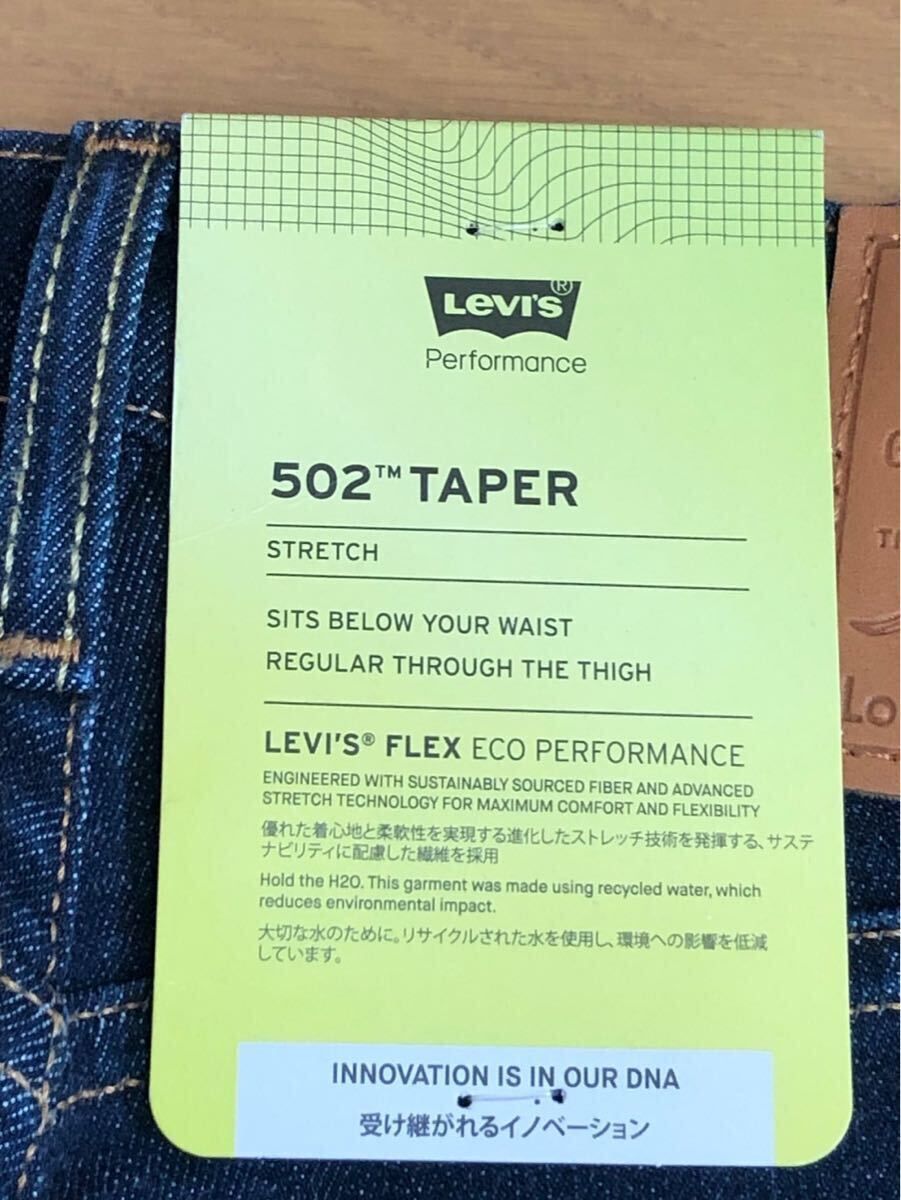 LEVI'S®
Performance
502™ TAPER
STRETCH
SITS BELOW YOUR WAIST
REGULAR THROUGH THE THIGH
LEVI'S® FLEX ECO PERFORMANCE
ENGINEERED WITH SUSTAINABLY SOURCED FIBER AND ADVANCED
STRETCH TECHNOLOGY FOR MAXIMUM COMFORT AND FLEXIBILITY
優れた着心地と柔軟性を実現する進化したストレッチ技術を発揮する、サステ
ナビリティに配慮した繊維を採用
Hold the H2O. This garment was made using recycled water, which
reduces environmental impact.
大切な水のために。リサイクルされた水を使用し、環境への影響を低減
しています。
INNOVATION IS IN OUR DNA
受け継がれるイノベーション